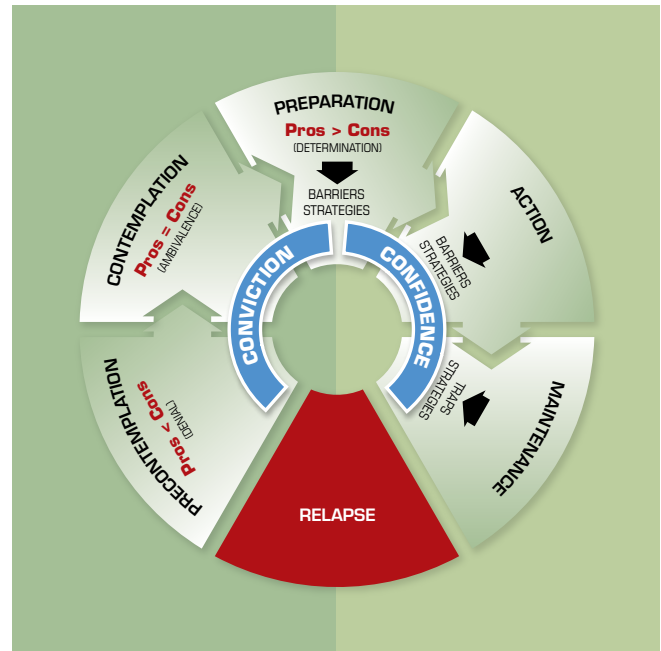 PRECONTEMPLATION
Pros < Cons
(DENIAL)
CONTEMPLATION
Pros = Cons
(AMBIVALENCE)
PREPARATION
Pros > Cons
(DETERMINATION)
BARRIERS
STRATEGIES
ACTION
BARRIERS
STRATEGIES
MAINTENANCE
TRAPS
STRATEGIES
CONVICTION
CONFIDENCE
RELAPSE